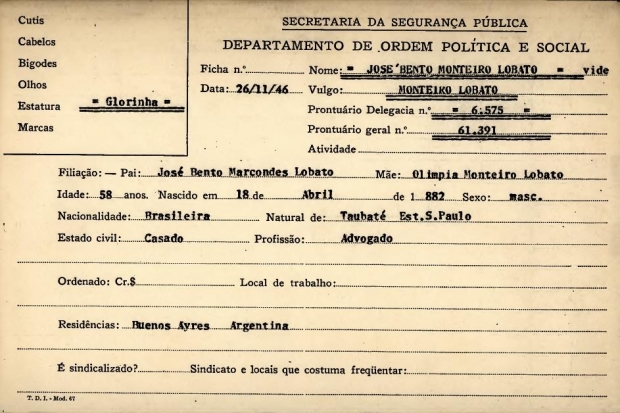 Cutis
Cabelos
Bigodes
Olhos
Estatura = Glorinha =
Marcas
SECRETARIA DA SEGURANÇA PÚBLICA
DEPARTAMENTO DE ORDEM POLÍTICA E SOCIAL
Ficha n.º Nome: = JOSÉ BENTO MONTEIRO LOBATO = vide
Data: 26/11/46 Vulgo: MONTEIRO LOBATO
Prontuário Delegacia n.º = 6.575 =
Prontuário geral n.º 61.391
Atividade
Filiação: — Pai: José Bento Marcondes Lobato Mãe: Olimpia Monteiro Lobato
Idade: 58 anos. Nascido em 18 de Abril de 1 882 Sexo: masc.
Nacionalidade: Brasileira Natural de: Taubaté Est.S.Paulo
Estado civil: Casado Profissão: Advogado
Ordenado: Cr.$ Local de trabalho:
Residências: Buenos Ayres Argentina
É sindicalizado? Sindicato e locais que costuma freqüentar:
T. D. I. - Mod. 67